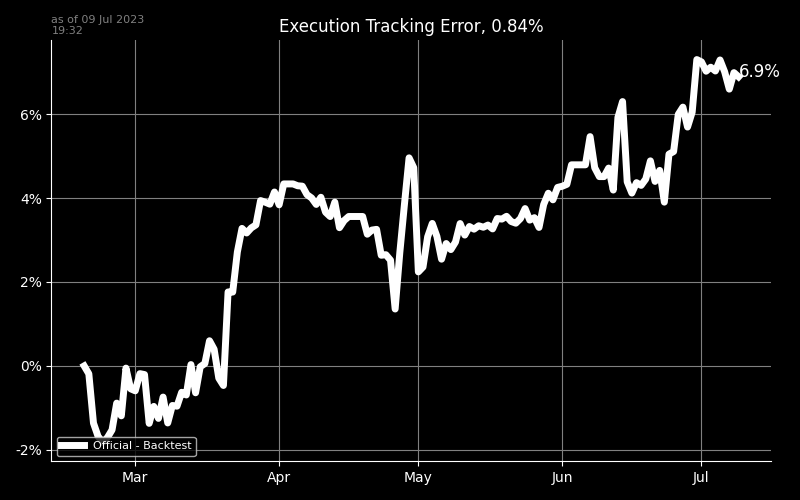 as of 09 Jul 2023
19:32
Execution Tracking Error, 0.84%
6.9%
6%
4%
2%
0%
-2%
Official - Backtest
Mar Apr May Jun Jul